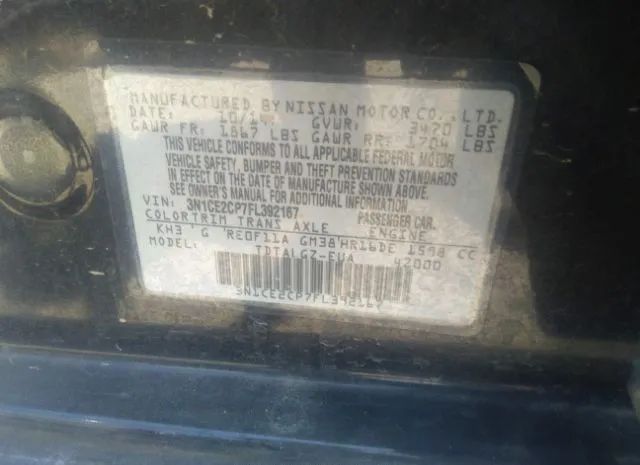 MANUFACTURED BY NISSAN MOTOR CO., LTD.
DATE: 10/14 GVWR: 3470 LBS
GAWR FR: 1867 LBS GAWR RR: 1704 LBS
THIS VEHICLE CONFORMS TO ALL APPLICABLE FEDERAL MOTOR
VEHICLE SAFETY, BUMPER AND THEFT PREVENTION STANDARDS
IN EFFECT ON THE DATE OF MANUFACTURE SHOWN ABOVE.
SEE OWNER'S MANUAL FOR ADDITIONAL INFORMATION.
VIN: 3N1CE2CP7FL392167 PASSENGER CAR.
COLOR TRIM TRANS AXLE ENGINE
KH3 G RE0F11A GM38 HR16DE 1598 CC
MODEL: TDTALGZ-EUA 42000
3N1CE2CP7FL392167